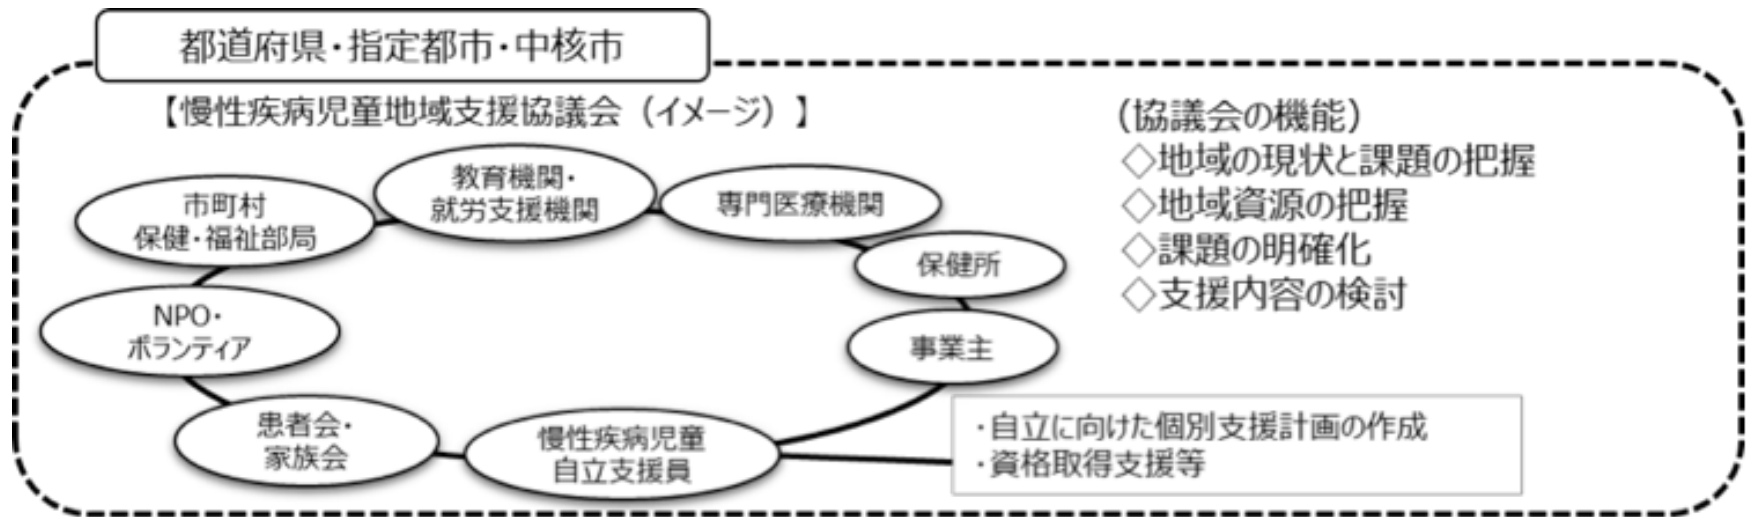 都道府県・指定都市・中核市
【慢性疾病児童地域支援協議会（イメージ）】
教育機関・
就労支援機関
専門医療機関
市町村
保健・福祉部局
保健所
NPO・
ボランティア
事業主
患者会・
家族会
慢性疾病児童
自立支援員
（協議会の機能）
◇地域の現状と課題の把握
◇地域資源の把握
◇課題の明確化
◇支援内容の検討
・自立に向けた個別支援計画の作成
・資格取得支援等